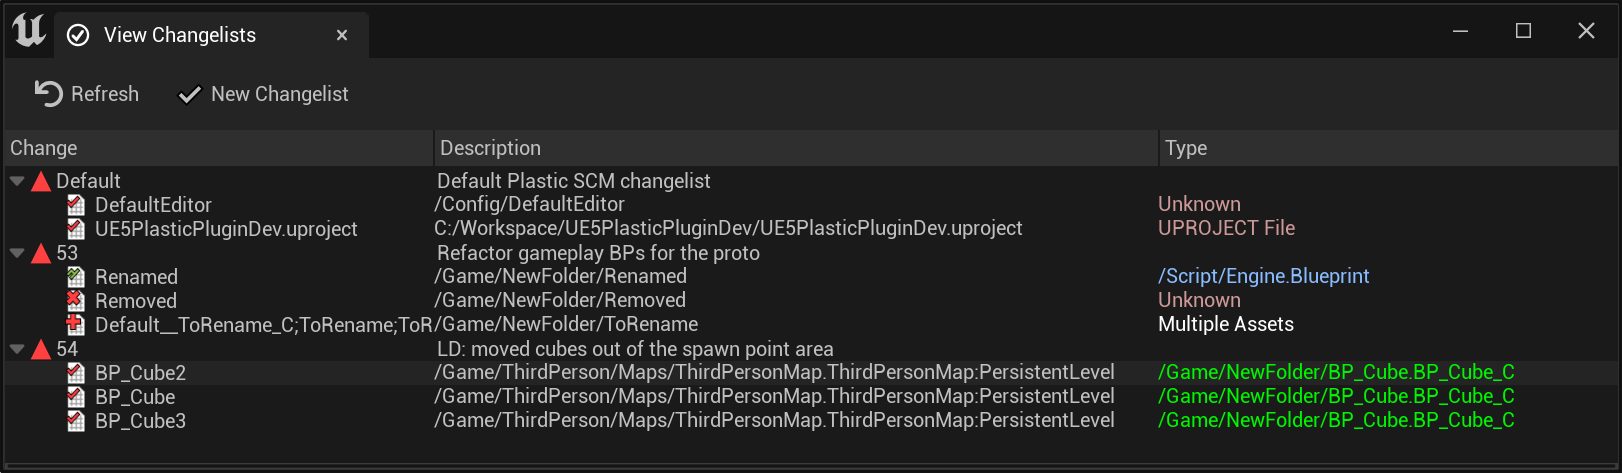 View Changelists
Refresh New Changelist
Change Description Type
Default Default Plastic SCM changelist
DefaultEditor /Config/DefaultEditor Unknown
UE5PlasticPluginDev.uproject C:/Workspace/UE5PlasticPluginDev/UE5PlasticPluginDev.uproject UPROJECT File
53 Refactor gameplay BPs for the proto
Renamed /Game/NewFolder/Renamed /Script/Engine.Blueprint
Removed /Game/NewFolder/Removed Unknown
Default__ToRename_C;ToRename;ToR /Game/NewFolder/ToRename Multiple Assets
54 LD: moved cubes out of the spawn point area
BP_Cube2 /Game/ThirdPerson/Maps/ThirdPersonMap.ThirdPersonMap:PersistentLevel /Game/NewFolder/BP_Cube.BP_Cube_C
BP_Cube /Game/ThirdPerson/Maps/ThirdPersonMap.ThirdPersonMap:PersistentLevel /Game/NewFolder/BP_Cube.BP_Cube_C
BP_Cube3 /Game/ThirdPerson/Maps/ThirdPersonMap.ThirdPersonMap:PersistentLevel /Game/NewFolder/BP_Cube.BP_Cube_C